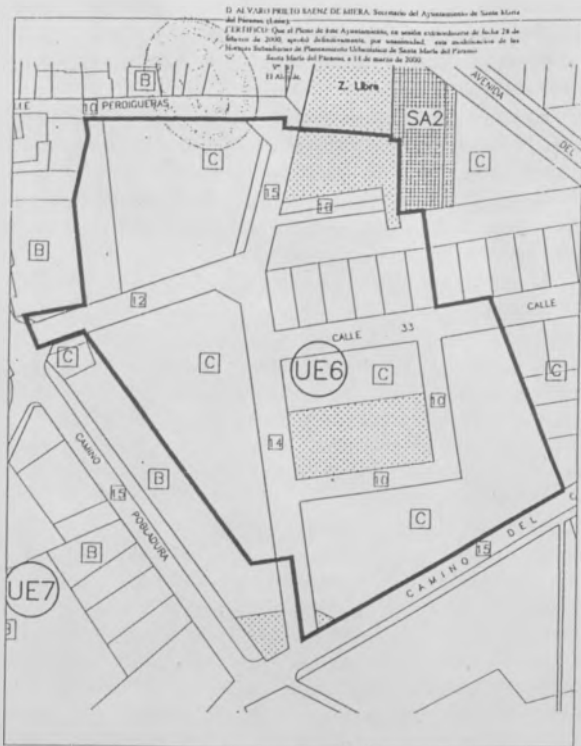 D. ALVARO PRIETO SAENZ DE MIERA, Secretario del Ayuntamiento de Santa María
del Páramo, (León).
CERTIFICO: Que el Pleno de este Ayuntamiento, en sesión extraordinaria de fecha 28 de
febrero de 2000, aprobó definitivamente, por unanimidad, esta modificación de las
Normas Subsidiarias de Planeamiento Urbanístico de Santa María del Páramo
Santa María del Páramo, a 14 de marzo de 2000
Vº
El Alcalde,
B
10 PERDIGUERAS
Z. Libre
SA2
AVENIDA
DEL
C
C
15
10
B
12
CALLE
CALLE 33
C
C
UE6
C
10
C
14
CAMINO
15
POBLADURA
B
10
C
B
UE7
CAMINO DEL
15